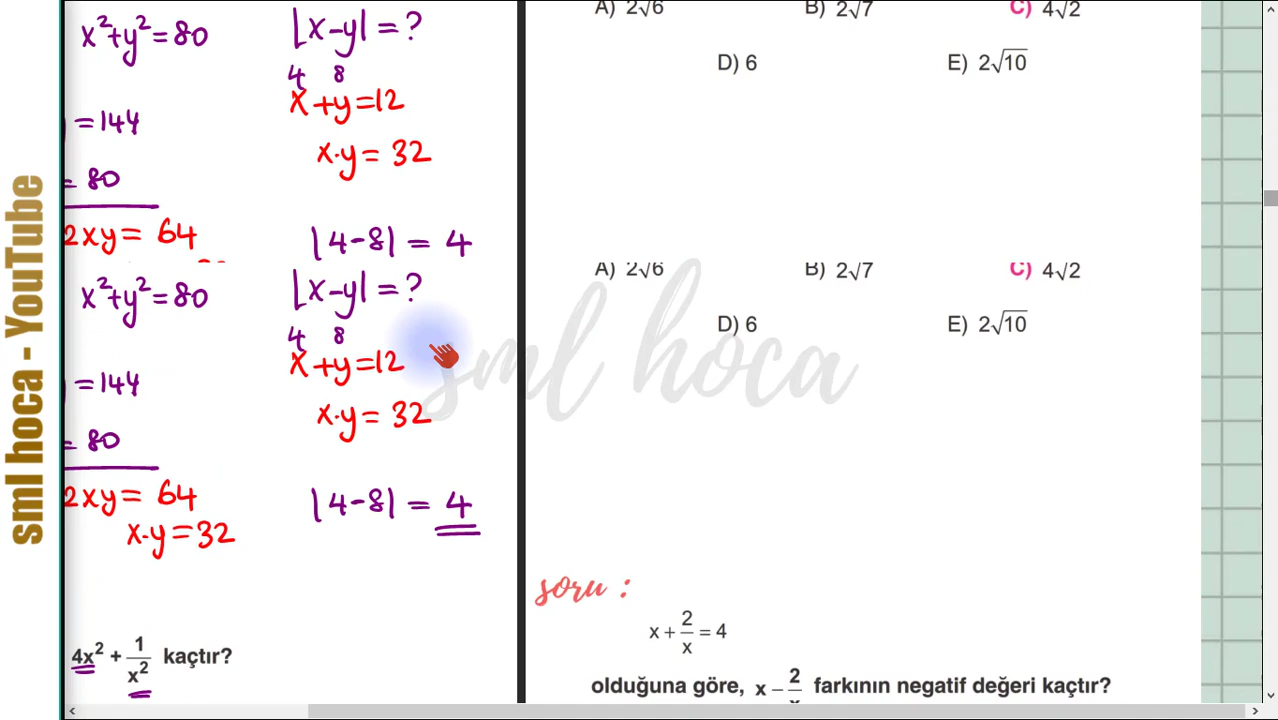 sml hoca - YouTube
x²+y²=80
|x-y|=?
4 8
x+y=12
=144
x·y=32
=80
2xy=64
|4-8|=4
x²+y²=80
|x-y|=?
4 8
x+y=12
=144
x·y=32
=80
2xy=64
|4-8|=4
x·y=32
4x² + 1/x² kaçtır?
A) 2√6 B) 2√7 C) 4√2
D) 6 E) 2√10
A) 2√6 B) 2√7 C) 4√2
D) 6 E) 2√10
sml hoca
soru :
x + 2/x = 4
olduğuna göre, x − 2/x farkının negatif değeri kaçtır?